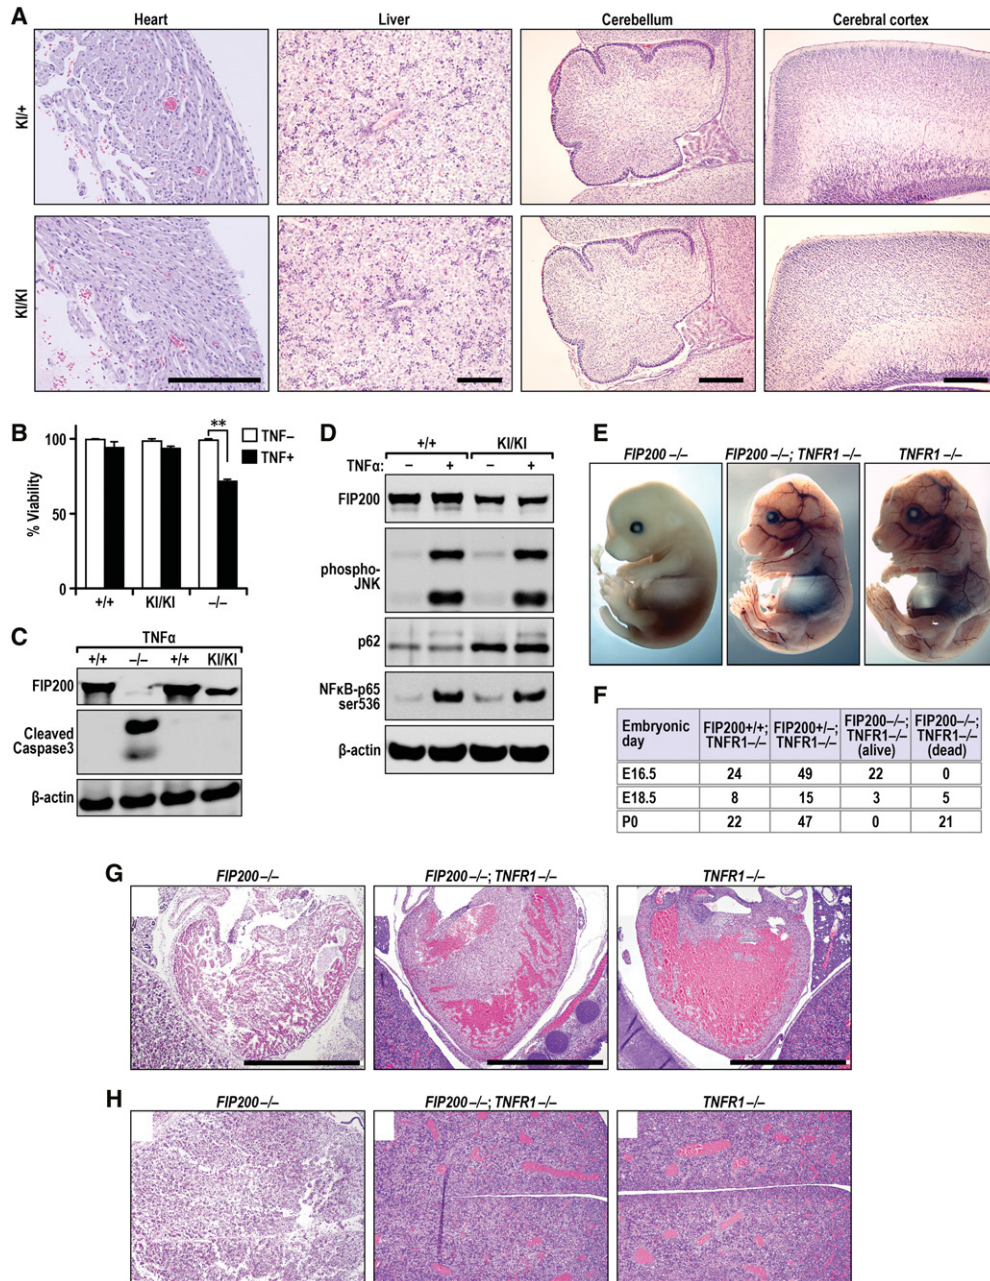 A
Heart Liver Cerebellum Cerebral cortex
KI/+
KI/KI
B
100
50
0
% Viability
**
TNF–
TNF+
+/+ KI/KI –/–
C
TNFα
+/+ –/– +/+ KI/KI
FIP200
Cleaved
Caspase3
β-actin
D
+/+ KI/KI
TNFα: – + – +
FIP200
phospho-
JNK
p62
NFκB-p65
ser536
β-actin
E
FIP200 –/– FIP200 –/–; TNFR1 –/– TNFR1 –/–
F
Embryonic day FIP200+/+; TNFR1–/– FIP200+/–; TNFR1–/– FIP200–/–; TNFR1–/– (alive) FIP200–/–; TNFR1–/– (dead)
E16.5 24 49 22 0
E18.5 8 15 3 5
P0 22 47 0 21
G
FIP200 –/– FIP200 –/–; TNFR1 –/– TNFR1 –/–
H
FIP200 –/– FIP200 –/–; TNFR1 –/– TNFR1 –/–